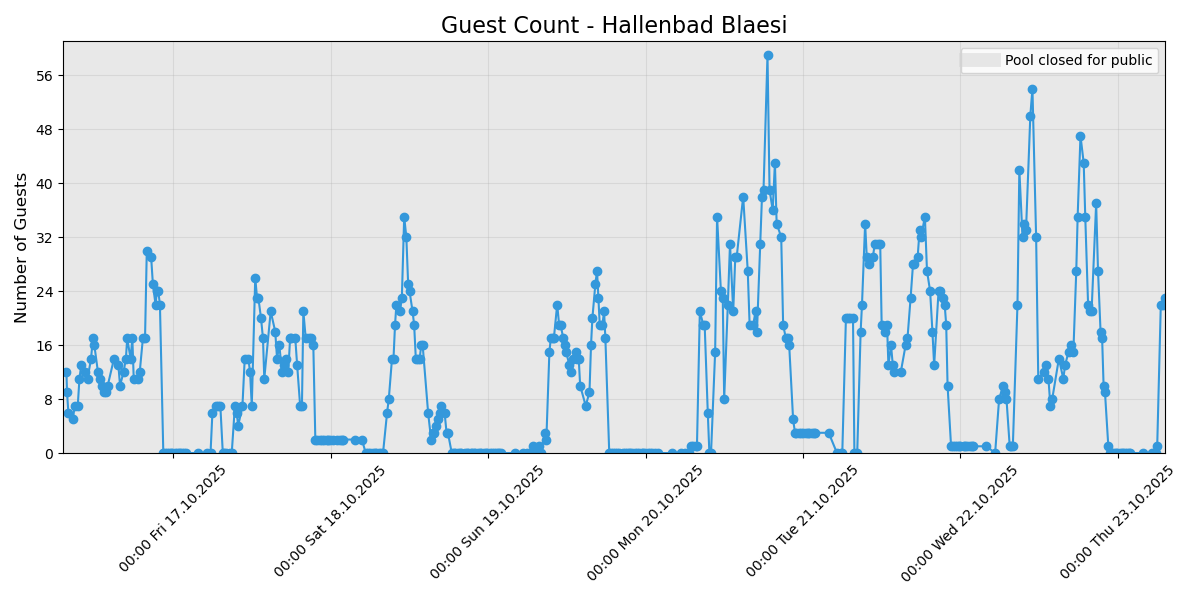 Guest Count - Hallenbad Blaesi
Pool closed for public
Number of Guests
56
48
40
32
24
16
8
0
00:00 Fri 17.10.2025
00:00 Sat 18.10.2025
00:00 Sun 19.10.2025
00:00 Mon 20.10.2025
00:00 Tue 21.10.2025
00:00 Wed 22.10.2025
00:00 Thu 23.10.2025